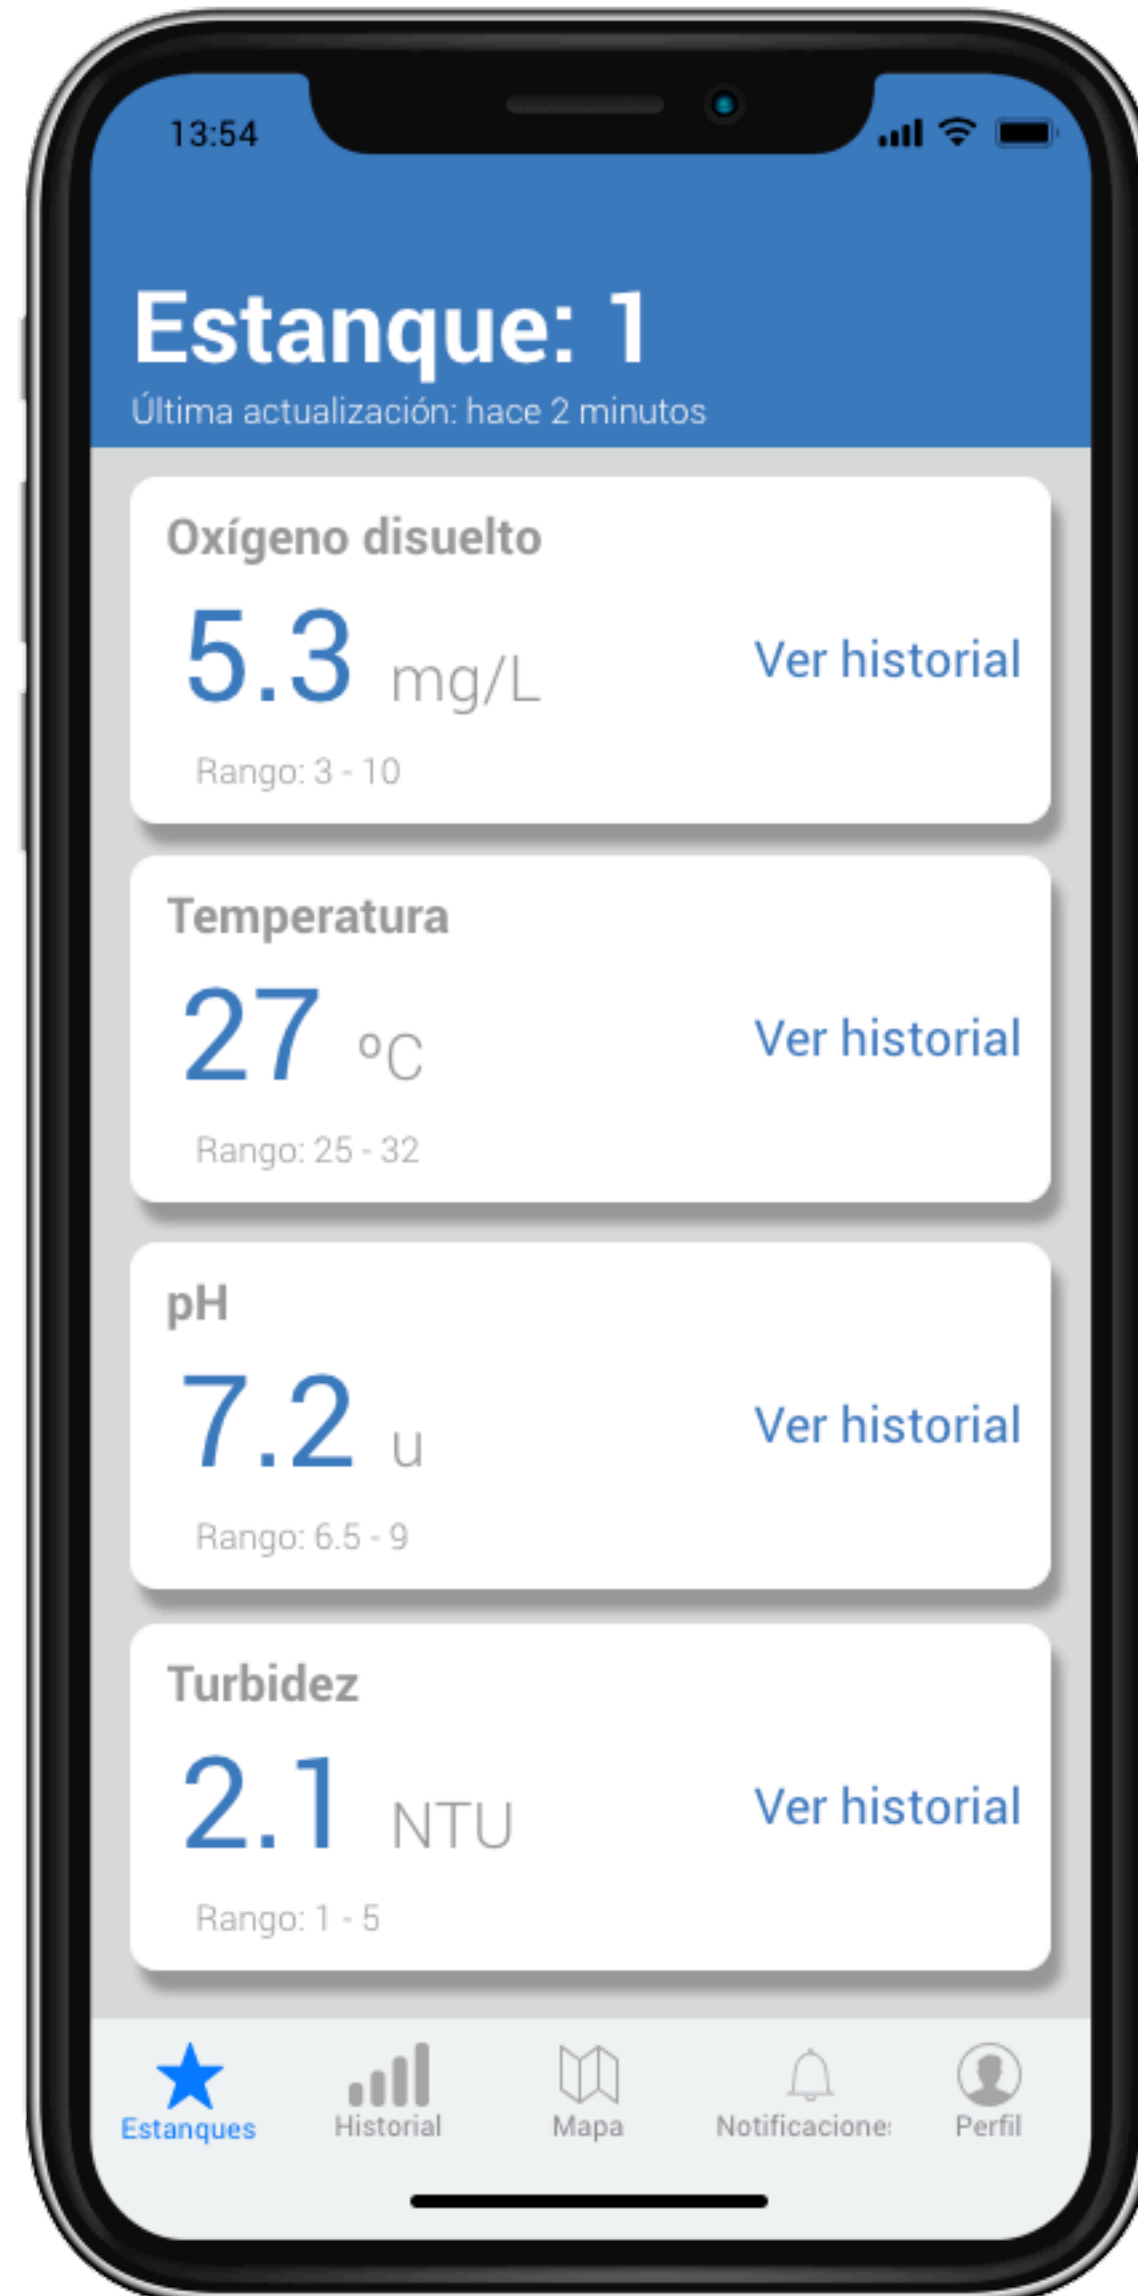 13:54
Estanque: 1
Última actualización: hace 2 minutos
Oxígeno disuelto
5.3 mg/L
Ver historial
Rango: 3 - 10
Temperatura
27 ºC
Ver historial
Rango: 25 - 32
pH
7.2 u
Ver historial
Rango: 6.5 - 9
Turbidez
2.1 NTU
Ver historial
Rango: 1 - 5
Estanques
Historial
Mapa
Notificacione
Perfil